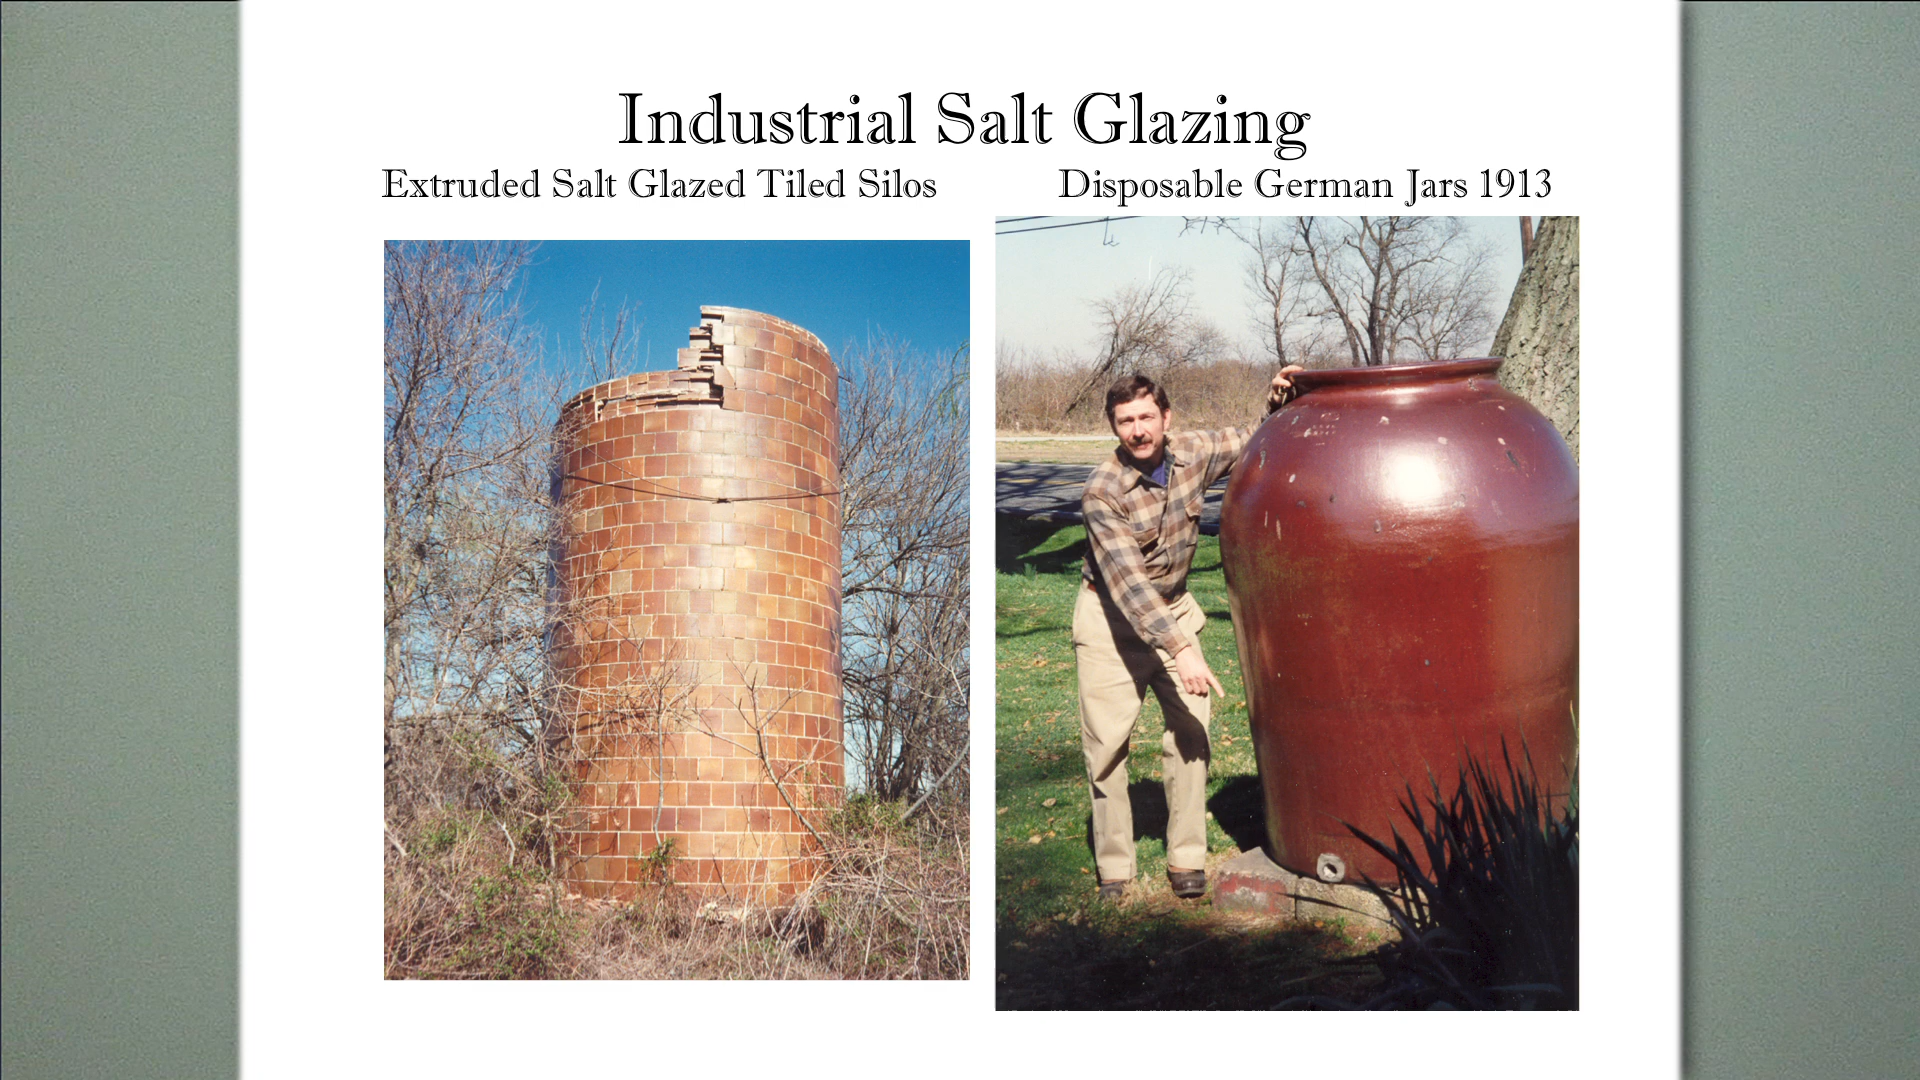 Industrial Salt Glazing
Extruded Salt Glazed Tiled Silos
Disposable German Jars 1913